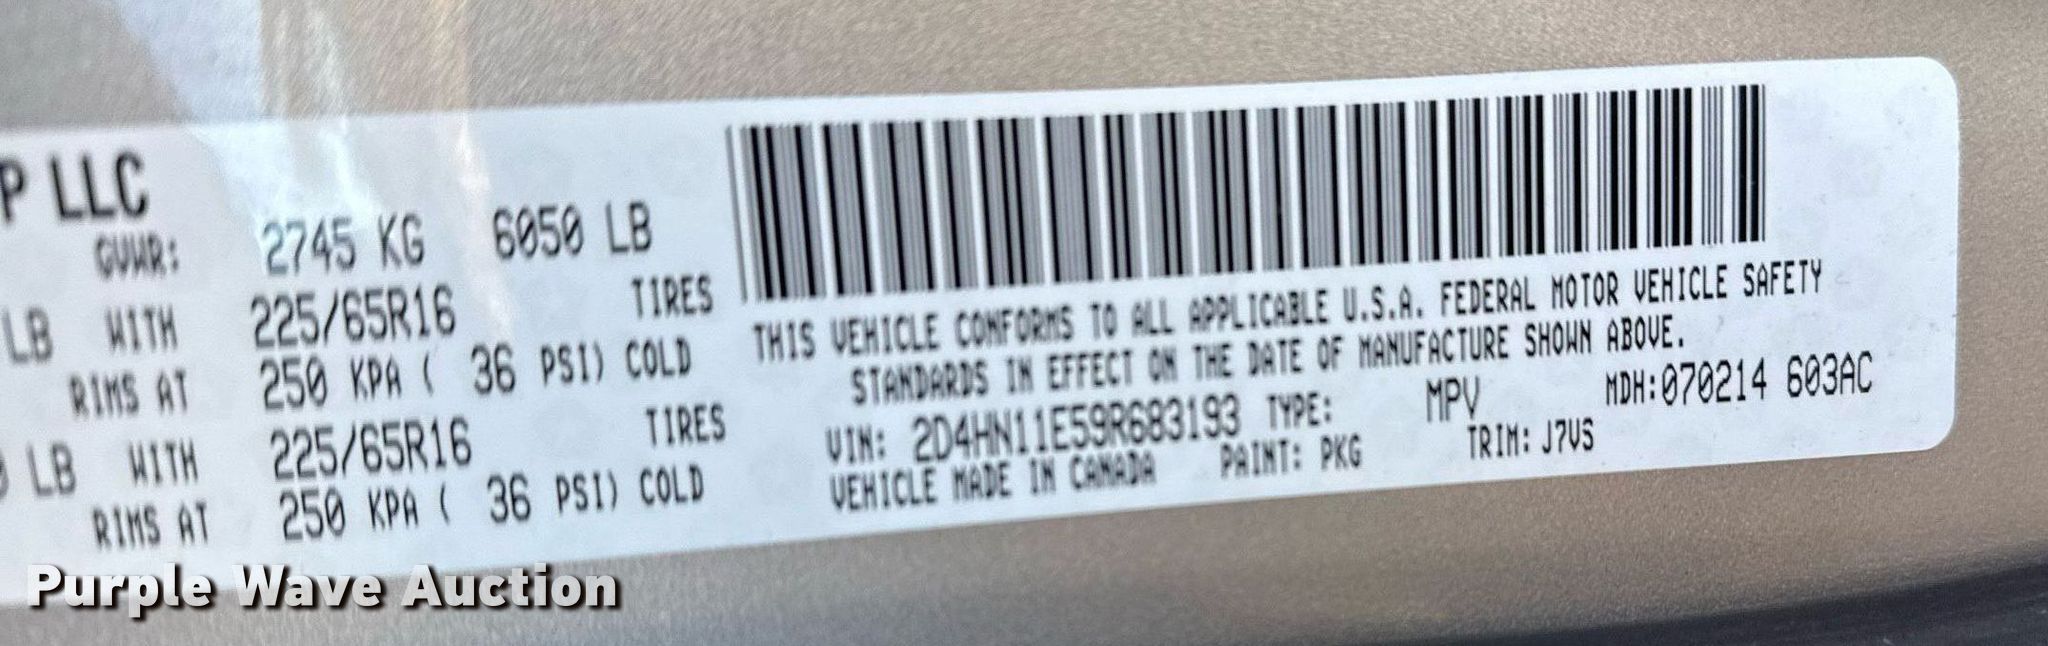 P LLC
GVWR: 2745 KG 6050 LB
LB WITH 225/65R16 TIRES
RIMS AT 250 KPA ( 36 PSI) COLD
LB WITH 225/65R16 TIRES
RIMS AT 250 KPA ( 36 PSI) COLD
THIS VEHICLE CONFORMS TO ALL APPLICABLE U.S.A. FEDERAL MOTOR VEHICLE SAFETY
STANDARDS IN EFFECT ON THE DATE OF MANUFACTURE SHOWN ABOVE.
MDH:070214 603AC
VIN: 2D4HN11E59R683193 TYPE: MPV
VEHICLE MADE IN CANADA PAINT: PKG TRIM: J7VS
Purple Wave Auction